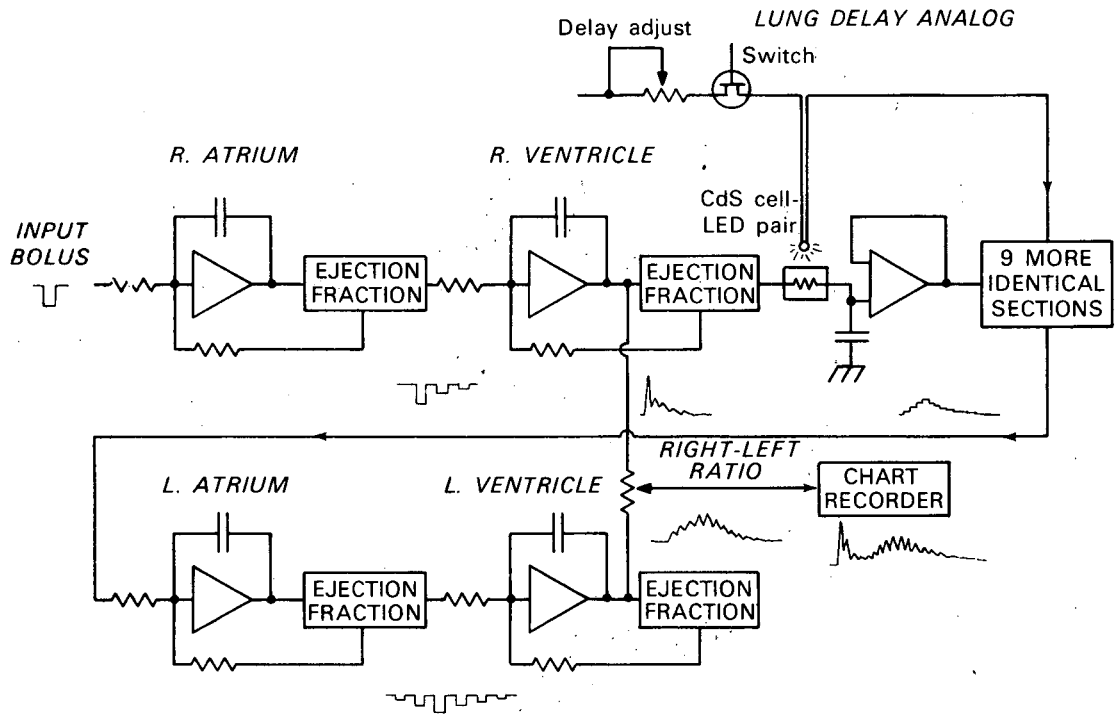 LUNG DELAY ANALOG
Delay adjust
Switch
R. ATRIUM
R. VENTRICLE
CdS cell-
LED pair
INPUT
BOLUS
EJECTION
FRACTION
EJECTION
FRACTION
9 MORE
IDENTICAL
SECTIONS
RIGHT-LEFT
RATIO
CHART
RECORDER
L. ATRIUM
L. VENTRICLE
EJECTION
FRACTION
EJECTION
FRACTION